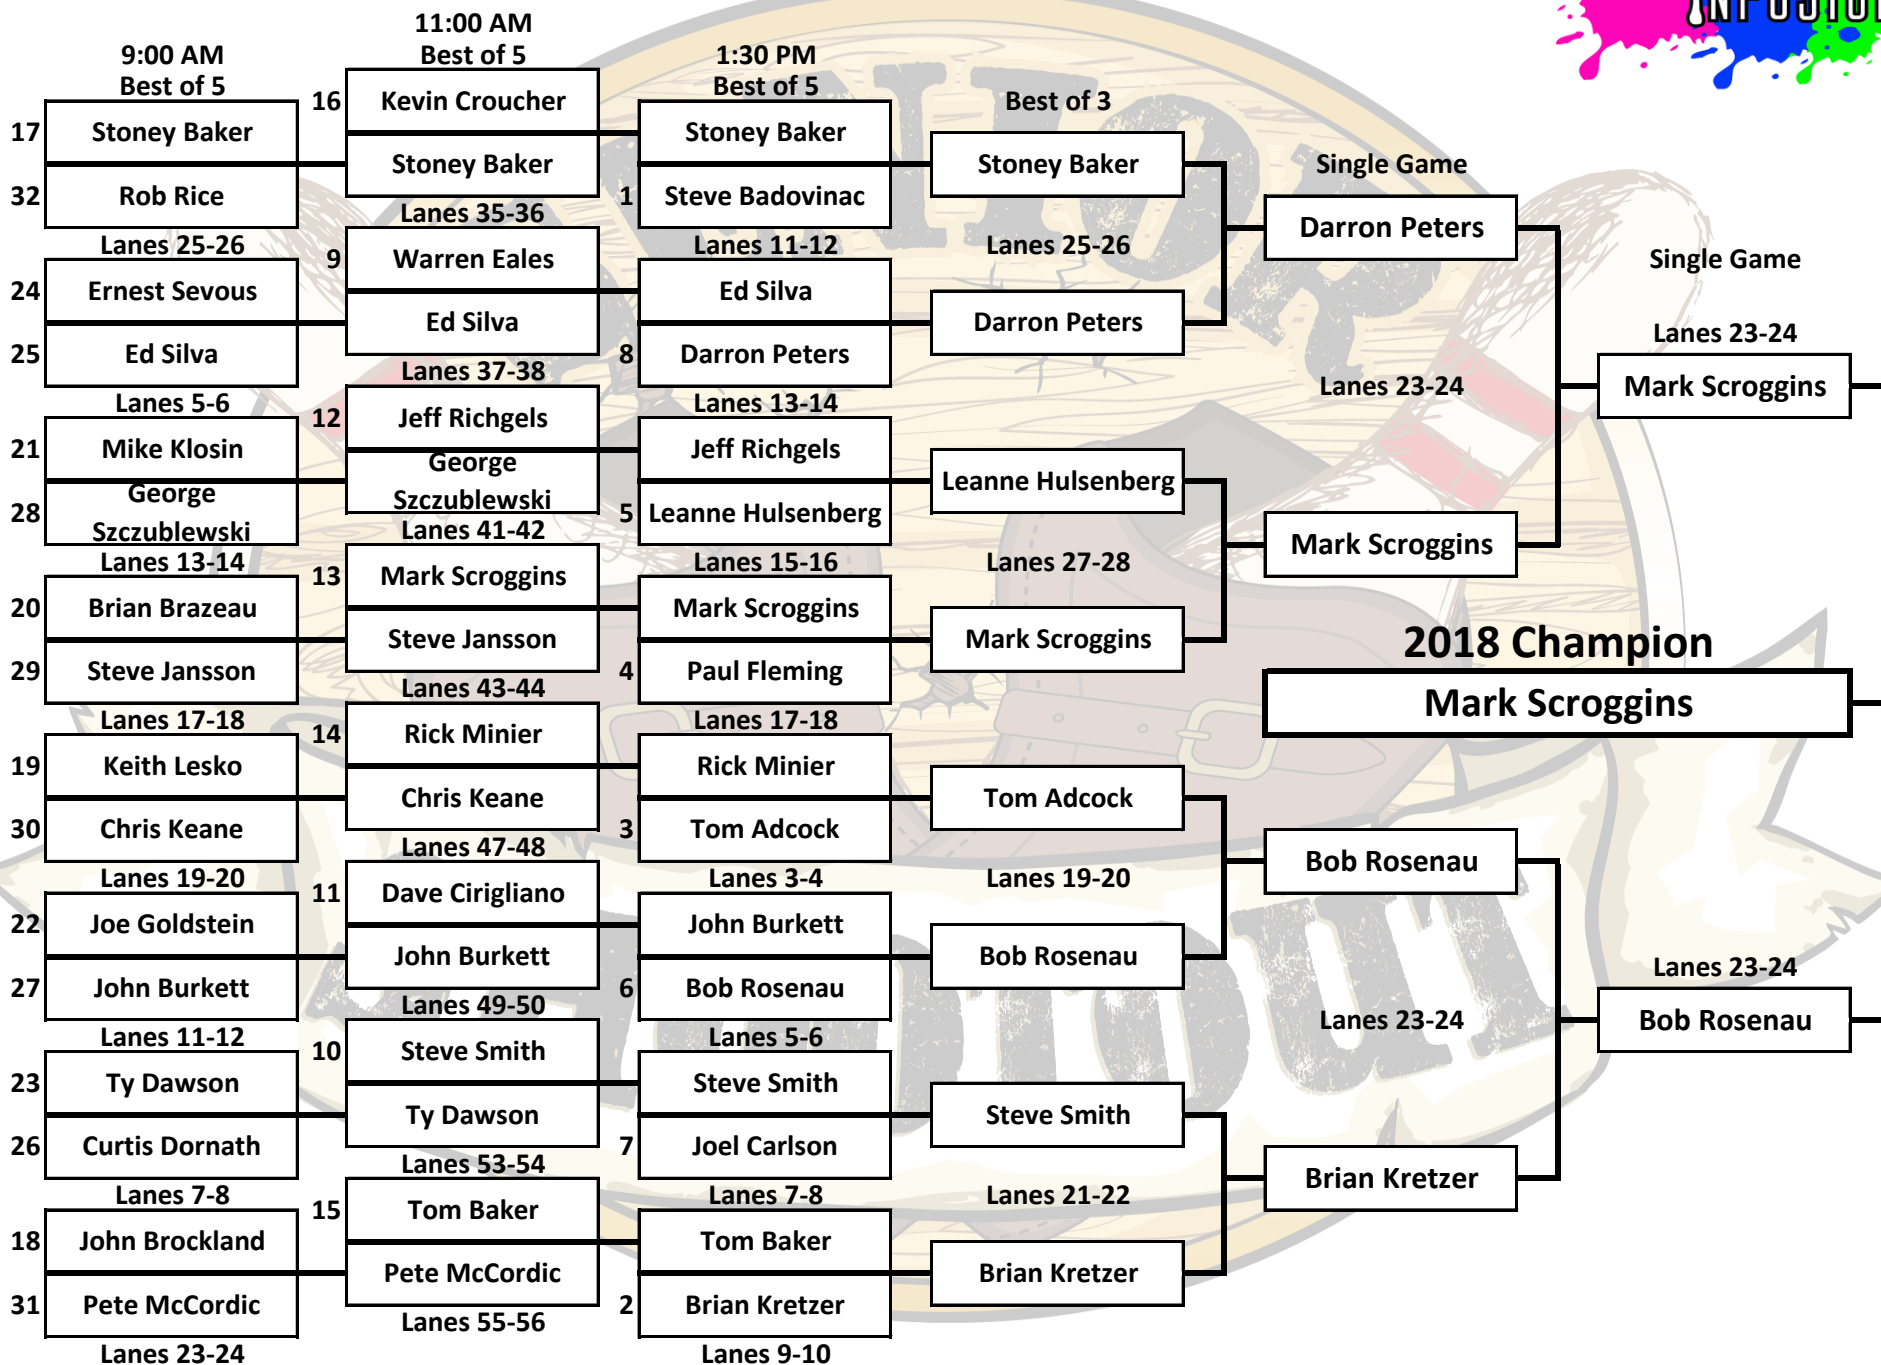 9:00 AM
Best of 5
17 Stoney Baker
32 Rob Rice
Lanes 25-26
24 Ernest Sevous
25 Ed Silva
Lanes 5-6
21 Mike Klosin
28 George
Szczublewski
Lanes 13-14
20 Brian Brazeau
29 Steve Jansson
Lanes 17-18
19 Keith Lesko
30 Chris Keane
Lanes 19-20
22 Joe Goldstein
27 John Burkett
Lanes 11-12
23 Ty Dawson
26 Curtis Dornath
Lanes 7-8
18 John Brockland
31 Pete McCordic
Lanes 23-24
11:00 AM
Best of 5
16 Kevin Croucher
Stoney Baker
Lanes 35-36
9 Warren Eales
Ed Silva
Lanes 37-38
12 Jeff Richgels
George
Szczublewski
Lanes 41-42
13 Mark Scroggins
Steve Jansson
Lanes 43-44
14 Rick Minier
Chris Keane
Lanes 47-48
11 Dave Cirigliano
John Burkett
Lanes 49-50
10 Steve Smith
Ty Dawson
Lanes 53-54
15 Tom Baker
Pete McCordic
Lanes 55-56
1:30 PM
Best of 5
Stoney Baker
1 Steve Badovinac
Lanes 11-12
Ed Silva
8 Darron Peters
Lanes 13-14
Jeff Richgels
5 Leanne Hulsenberg
Lanes 15-16
Mark Scroggins
4 Paul Fleming
Lanes 17-18
Rick Minier
3 Tom Adcock
Lanes 3-4
John Burkett
6 Bob Rosenau
Lanes 5-6
Steve Smith
7 Joel Carlson
Lanes 7-8
Tom Baker
2 Brian Kretzer
Lanes 9-10
Best of 3
Stoney Baker
Lanes 25-26
Darron Peters
Leanne Hulsenberg
Lanes 27-28
Mark Scroggins
Tom Adcock
Lanes 19-20
Bob Rosenau
Steve Smith
Lanes 21-22
Brian Kretzer
Single Game
Darron Peters
Lanes 23-24
Mark Scroggins
Bob Rosenau
Lanes 23-24
Brian Kretzer
Single Game
Lanes 23-24
Mark Scroggins
2018 Champion
Mark Scroggins
Lanes 23-24
Bob Rosenau